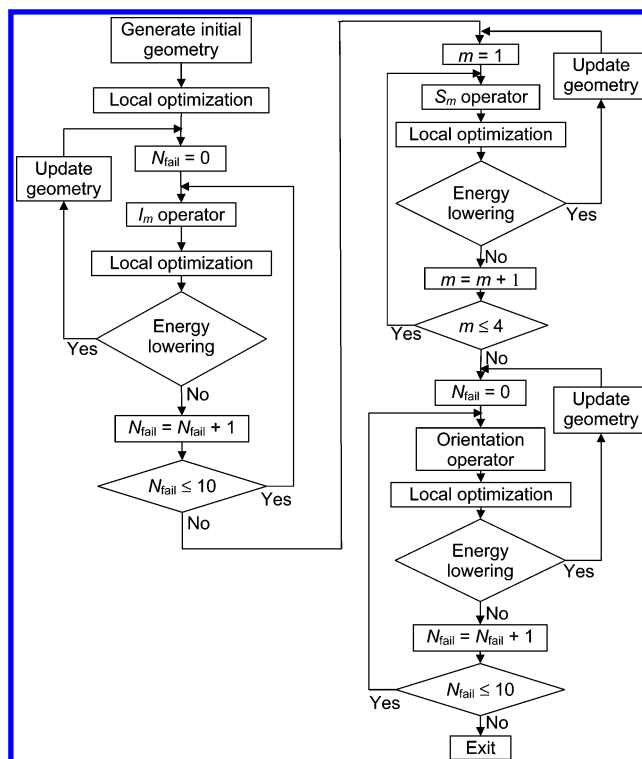 Generate initial
geometry
Local optimization
Update
geometry
N_fail = 0
I_m operator
Local optimization
Energy
lowering
Yes
No
N_fail = N_fail + 1
N_fail ≤ 10
Yes
No
m = 1
Update
geometry
S_m operator
Local optimization
Energy
lowering
Yes
No
m = m + 1
m ≤ 4
Yes
No
N_fail = 0
Update
geometry
Orientation
operator
Local optimization
Energy
lowering
Yes
No
N_fail = N_fail + 1
N_fail ≤ 10
Yes
No
Exit